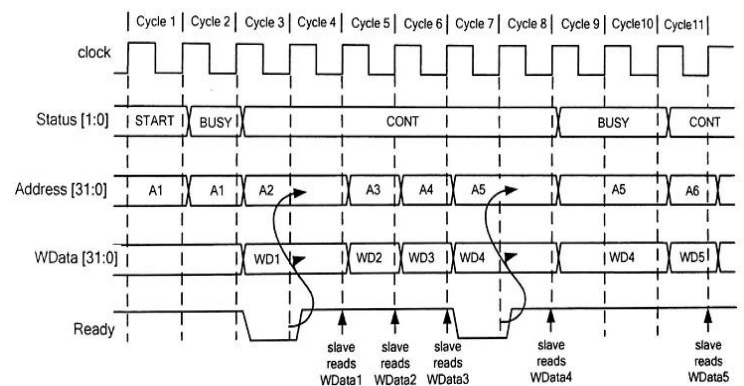 Cycle 1 Cycle 2 Cycle 3 Cycle 4 Cycle 5 Cycle 6 Cycle 7 Cycle 8 Cycle 9 Cycle10 Cycle11
clock
Status [1:0] START BUSY CONT BUSY CONT
Address [31:0] A1 A1 A2 A3 A4 A5 A5 A6
WData [31:0] WD1 WD2 WD3 WD4 WD4 WD5
Ready
slave reads WData1
slave reads WData2
slave reads WData3
slave reads WData4
slave reads WData5